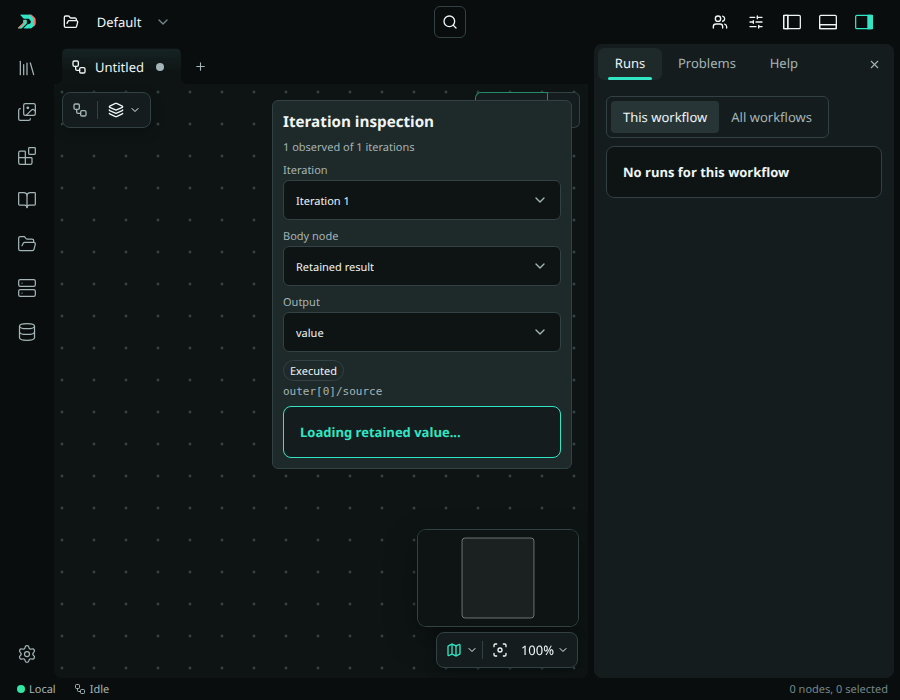 Default
Untitled
Runs
Problems
Help
This workflow
All workflows
No runs for this workflow
Iteration inspection
1 observed of 1 iterations
Iteration
Iteration 1
Body node
Retained result
Output
value
Executed
outer[0]/source
Loading retained value...
100%
Local
Idle
0 nodes, 0 selected